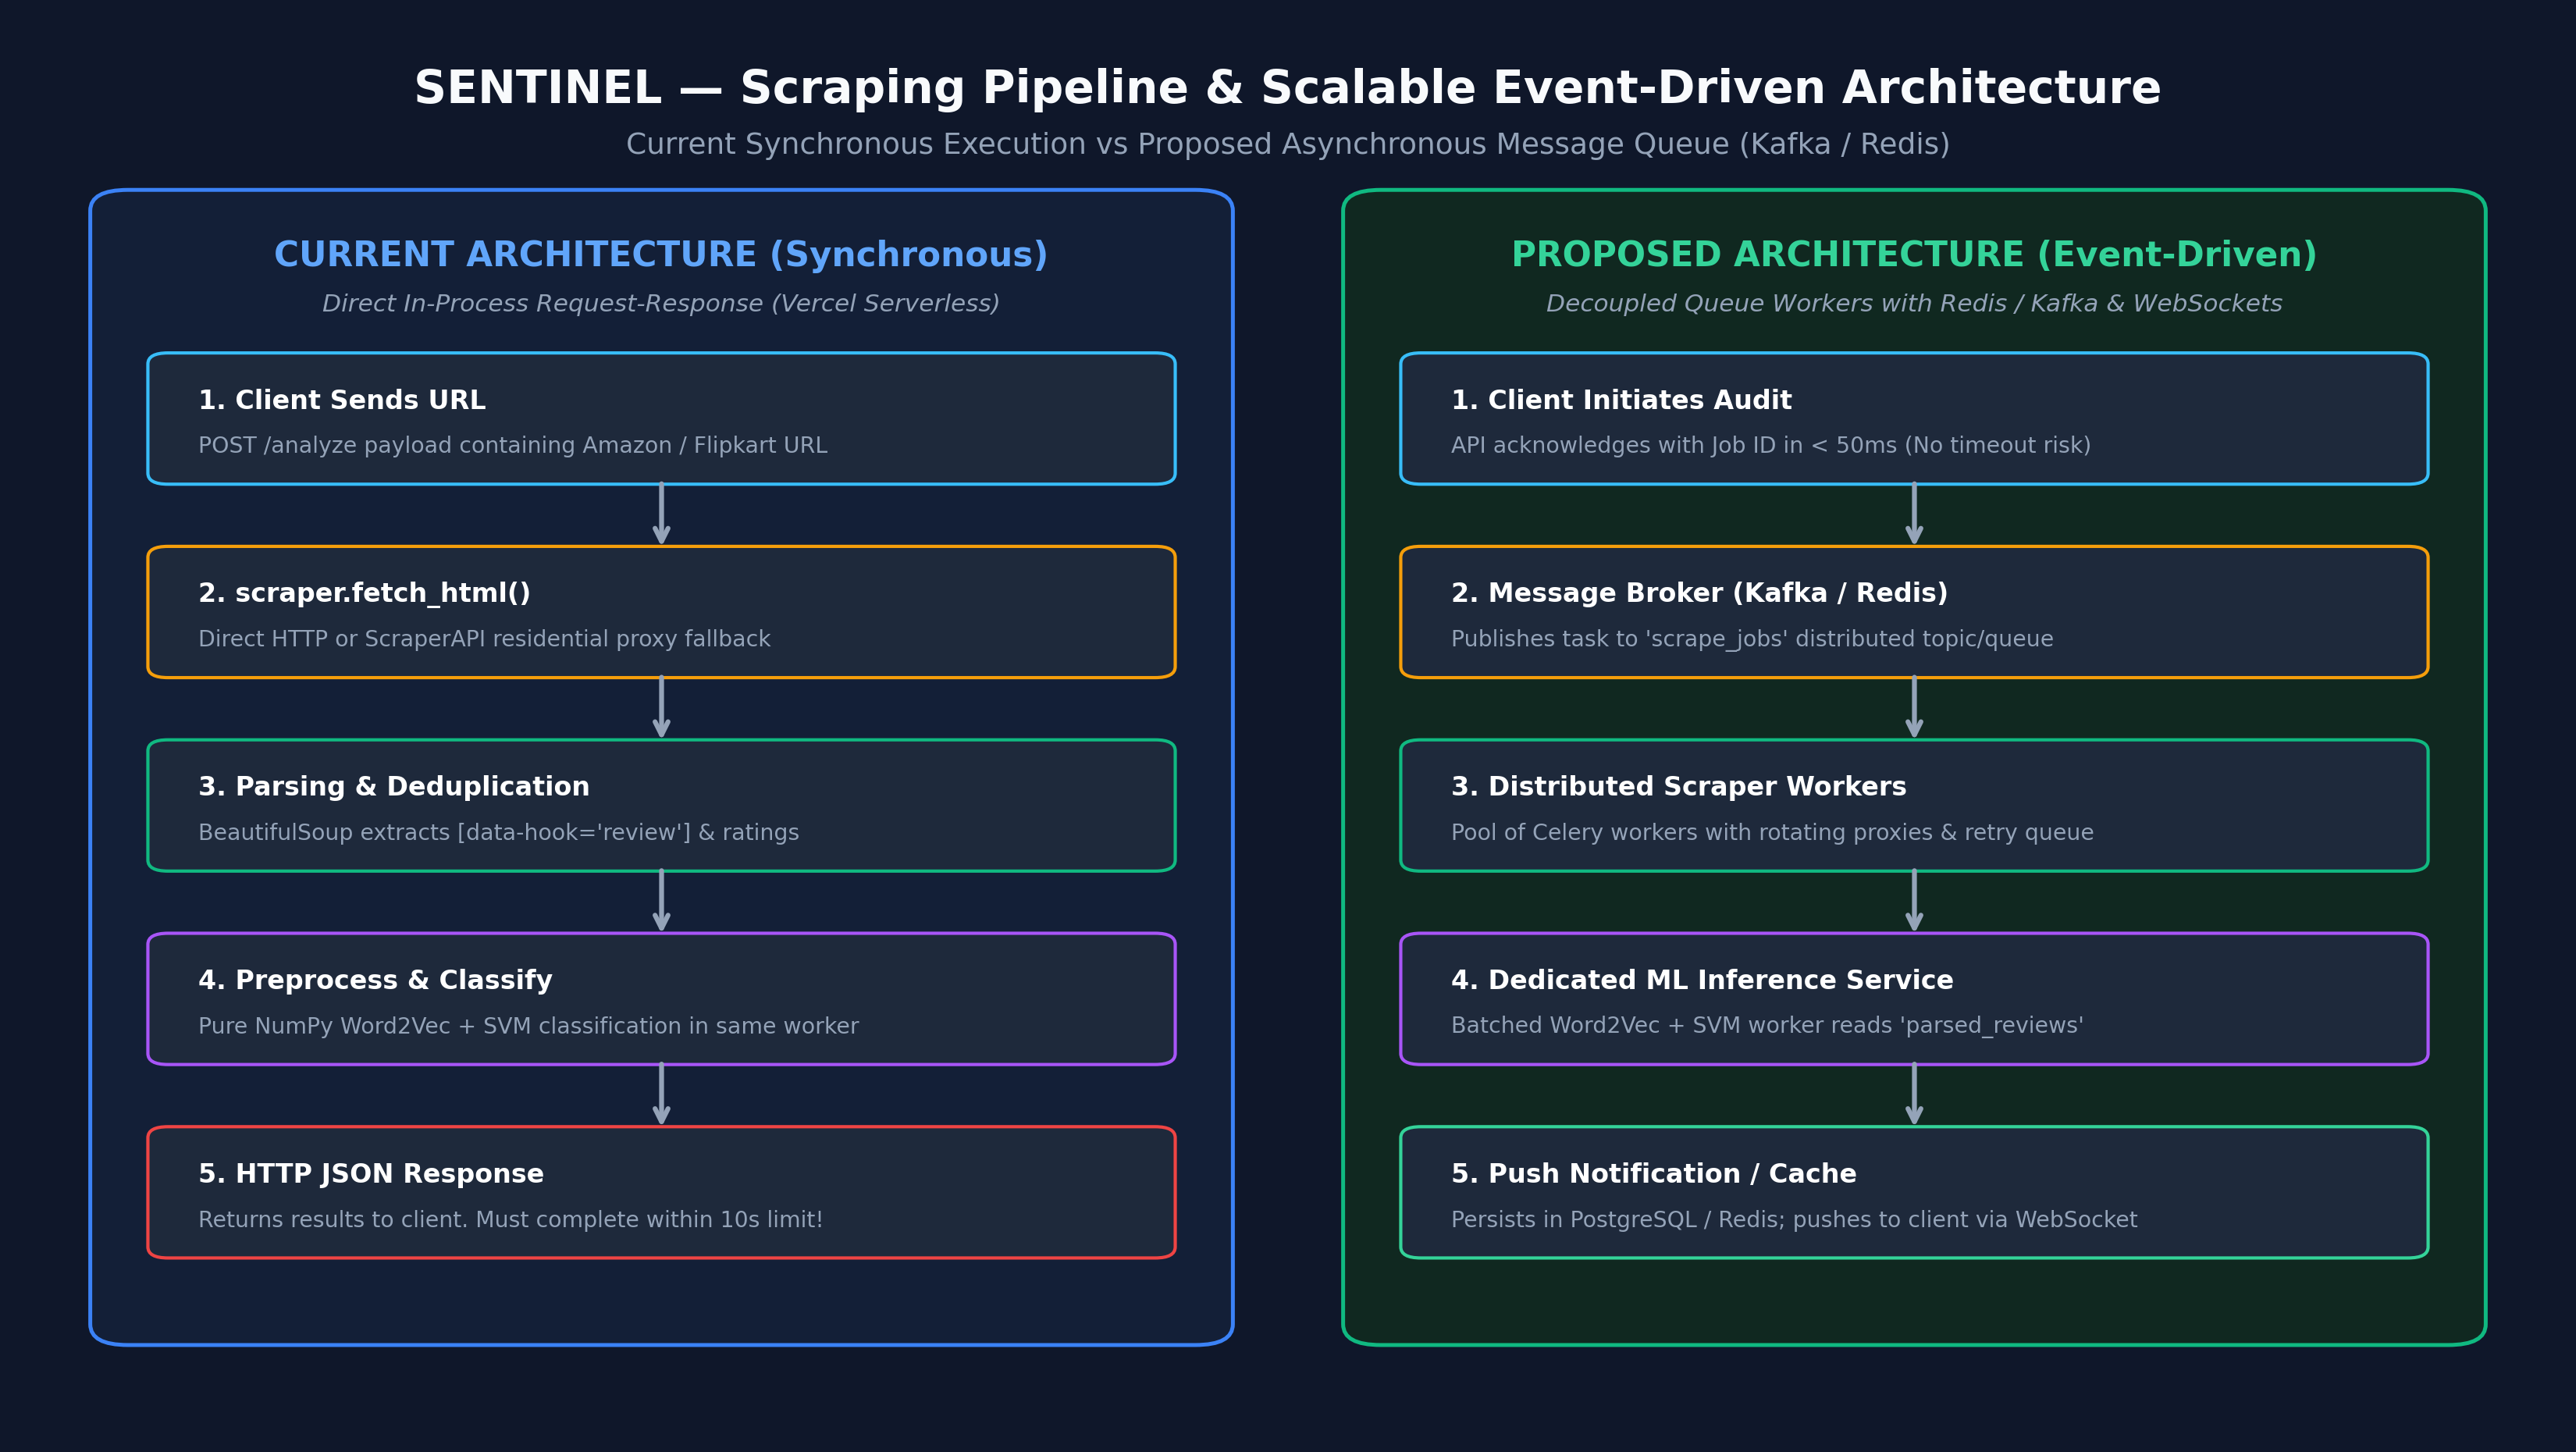 SENTINEL — Scraping Pipeline & Scalable Event-Driven Architecture
Current Synchronous Execution vs Proposed Asynchronous Message Queue (Kafka / Redis)
CURRENT ARCHITECTURE (Synchronous)
Direct In-Process Request-Response (Vercel Serverless)
1. Client Sends URL
POST /analyze payload containing Amazon / Flipkart URL
2. scraper.fetch_html()
Direct HTTP or ScraperAPI residential proxy fallback
3. Parsing & Deduplication
BeautifulSoup extracts [data-hook='review'] & ratings
4. Preprocess & Classify
Pure NumPy Word2Vec + SVM classification in same worker
5. HTTP JSON Response
Returns results to client. Must complete within 10s limit!
PROPOSED ARCHITECTURE (Event-Driven)
Decoupled Queue Workers with Redis / Kafka & WebSockets
1. Client Initiates Audit
API acknowledges with Job ID in < 50ms (No timeout risk)
2. Message Broker (Kafka / Redis)
Publishes task to 'scrape_jobs' distributed topic/queue
3. Distributed Scraper Workers
Pool of Celery workers with rotating proxies & retry queue
4. Dedicated ML Inference Service
Batched Word2Vec + SVM worker reads 'parsed_reviews'
5. Push Notification / Cache
Persists in PostgreSQL / Redis; pushes to client via WebSocket